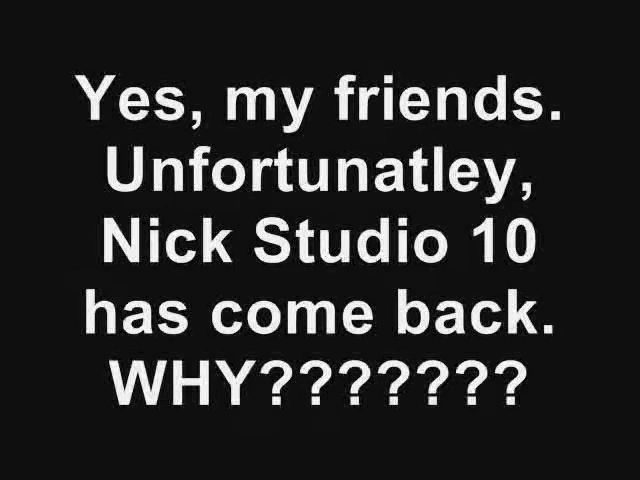 Yes, my friends.
Unfortunatley,
Nick Studio 10
has come back.
WHY???????